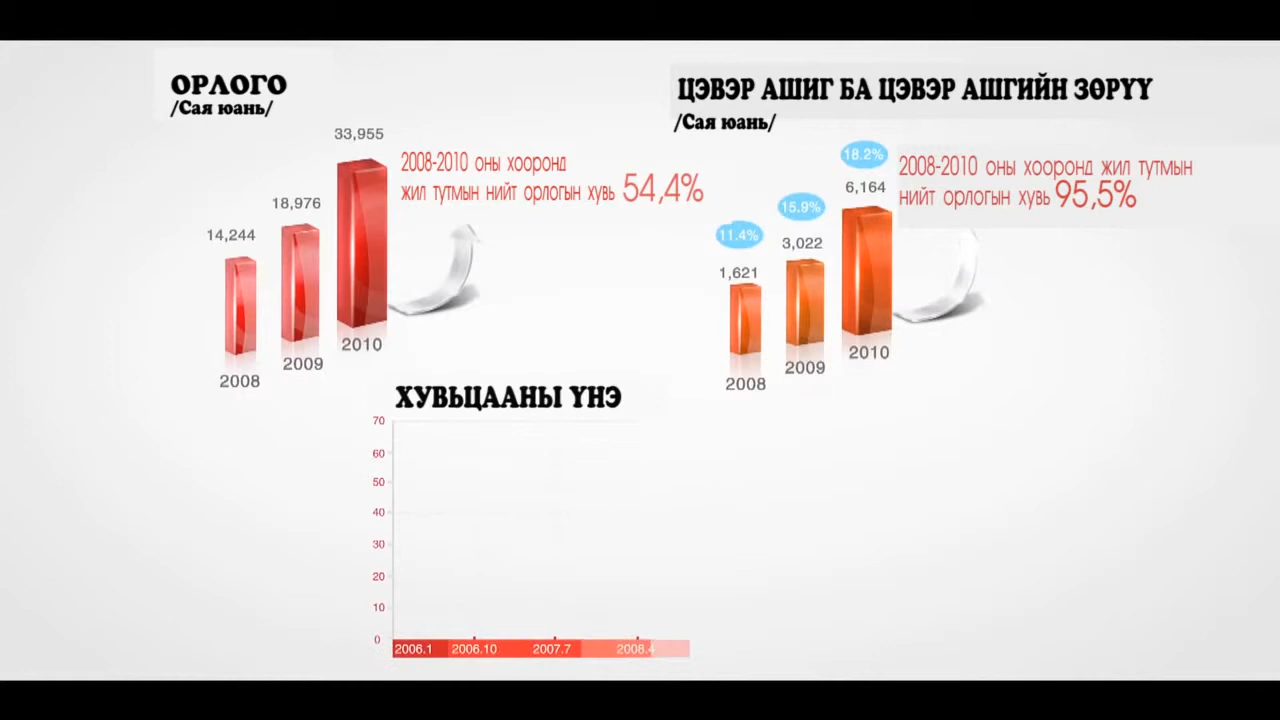 ОРЛОГО
/Сая юань/
33,955
18,976
14,244
2008-2010 оны хооронд
жил тутмын нийт орлогын хувь 54,4%
2008
2009
2010
ЦЭВЭР АШИГ БА ЦЭВЭР АШГИЙН ЗӨРҮҮ
/Сая юань/
18.2%
6,164
15.9%
3,022
11.4%
1,621
2008-2010 оны хооронд жил тутмын
нийт орлогын хувь 95,5%
2008
2009
2010
ХУВЬЦААНЫ ҮНЭ
70
60
50
40
30
20
10
0
2006.1 2006.10 2007.7 2008.4